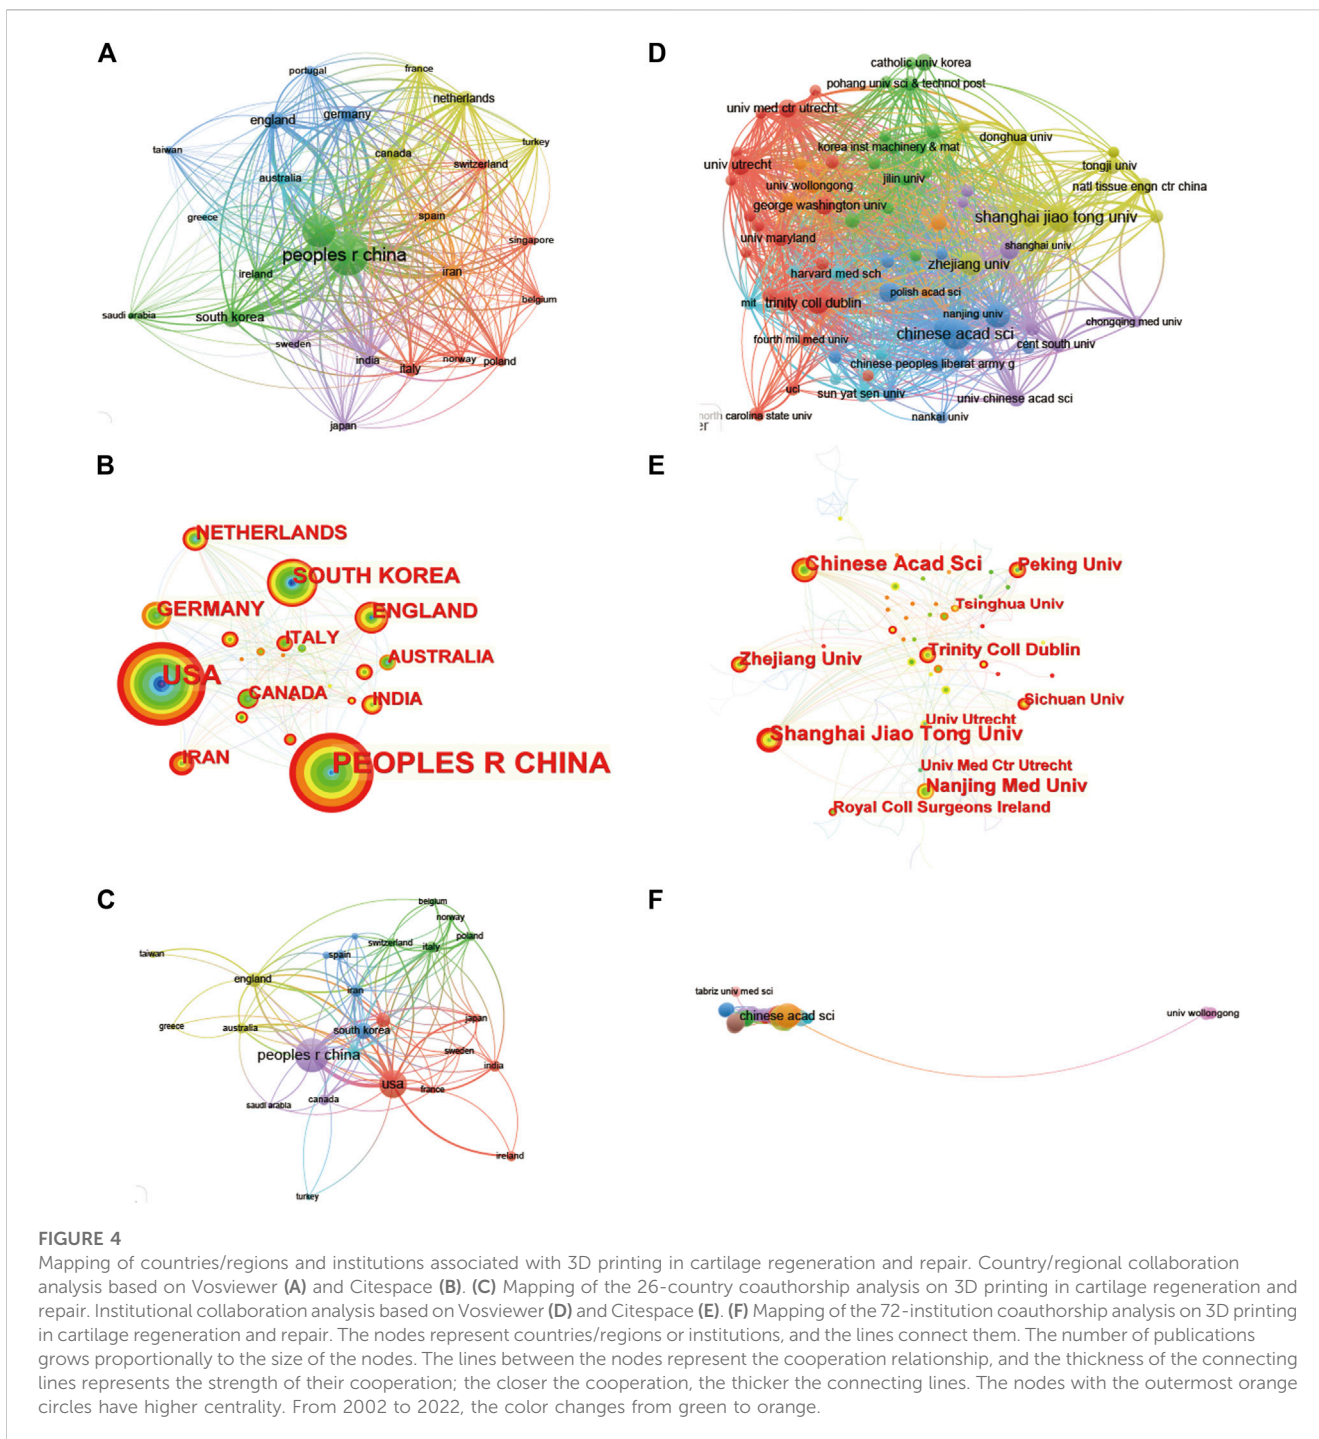 A
portugal
france
netherlands
england
germany
taiwan
canada
turkey
switzerland
australia
greece
spain
singapore
peoples r china
ireland
iran
belgium
saudi arabia
south korea
sweden
india
italy
norway
poland
japan
D
catholic univ korea
pohang univ sci & technol post
univ med ctr utrecht
donghua univ
korea inst machinery & mat
univ utrecht
tongji univ
jilin univ
univ wollongong
natl tissue engn ctr china
george washington univ
shanghai jiao tong univ
univ maryland
shanghai univ
zhejiang univ
harvard med sch
polish acad sci
mit
trinity coll dublin
nanjing univ
chongqing med univ
chinese acad sci
fourth mil med univ
cent south univ
chinese peoples liberat army g
ucl
sun yat sen univ
univ chinese acad sci
north carolina state univ
nankai univ
er
B
NETHERLANDS
SOUTH KOREA
GERMANY
ENGLAND
ITALY
AUSTRALIA
USA
CANADA
INDIA
IRAN
PEOPLES R CHINA
E
Chinese Acad Sci
Peking Univ
Tsinghua Univ
Trinity Coll Dublin
Zhejiang Univ
Sichuan Univ
Univ Utrecht
Shanghai Jiao Tong Univ
Univ Med Ctr Utrecht
Nanjing Med Univ
Royal Coll Surgeons Ireland
C
belgium
norway
poland
switzerland
italy
taiwan
spain
england
iran
japan
greece
australia
south korea
peoples r china
sweden
india
usa
france
saudi arabia
canada
ireland
turkey
F
tabriz univ med sci
chinese acad sci
univ wollongong
FIGURE 4
Mapping of countries/regions and institutions associated with 3D printing in cartilage regeneration and repair. Country/regional collaboration
analysis based on Vosviewer (A) and Citespace (B). (C) Mapping of the 26-country coauthorship analysis on 3D printing in cartilage regeneration and
repair. Institutional collaboration analysis based on Vosviewer (D) and Citespace (E). (F) Mapping of the 72-institution coauthorship analysis on 3D printing
in cartilage regeneration and repair. The nodes represent countries/regions or institutions, and the lines connect them. The number of publications
grows proportionally to the size of the nodes. The lines between the nodes represent the cooperation relationship, and the thickness of the connecting
lines represents the strength of their cooperation; the closer the cooperation, the thicker the connecting lines. The nodes with the outermost orange
circles have higher centrality. From 2002 to 2022, the color changes from green to orange.